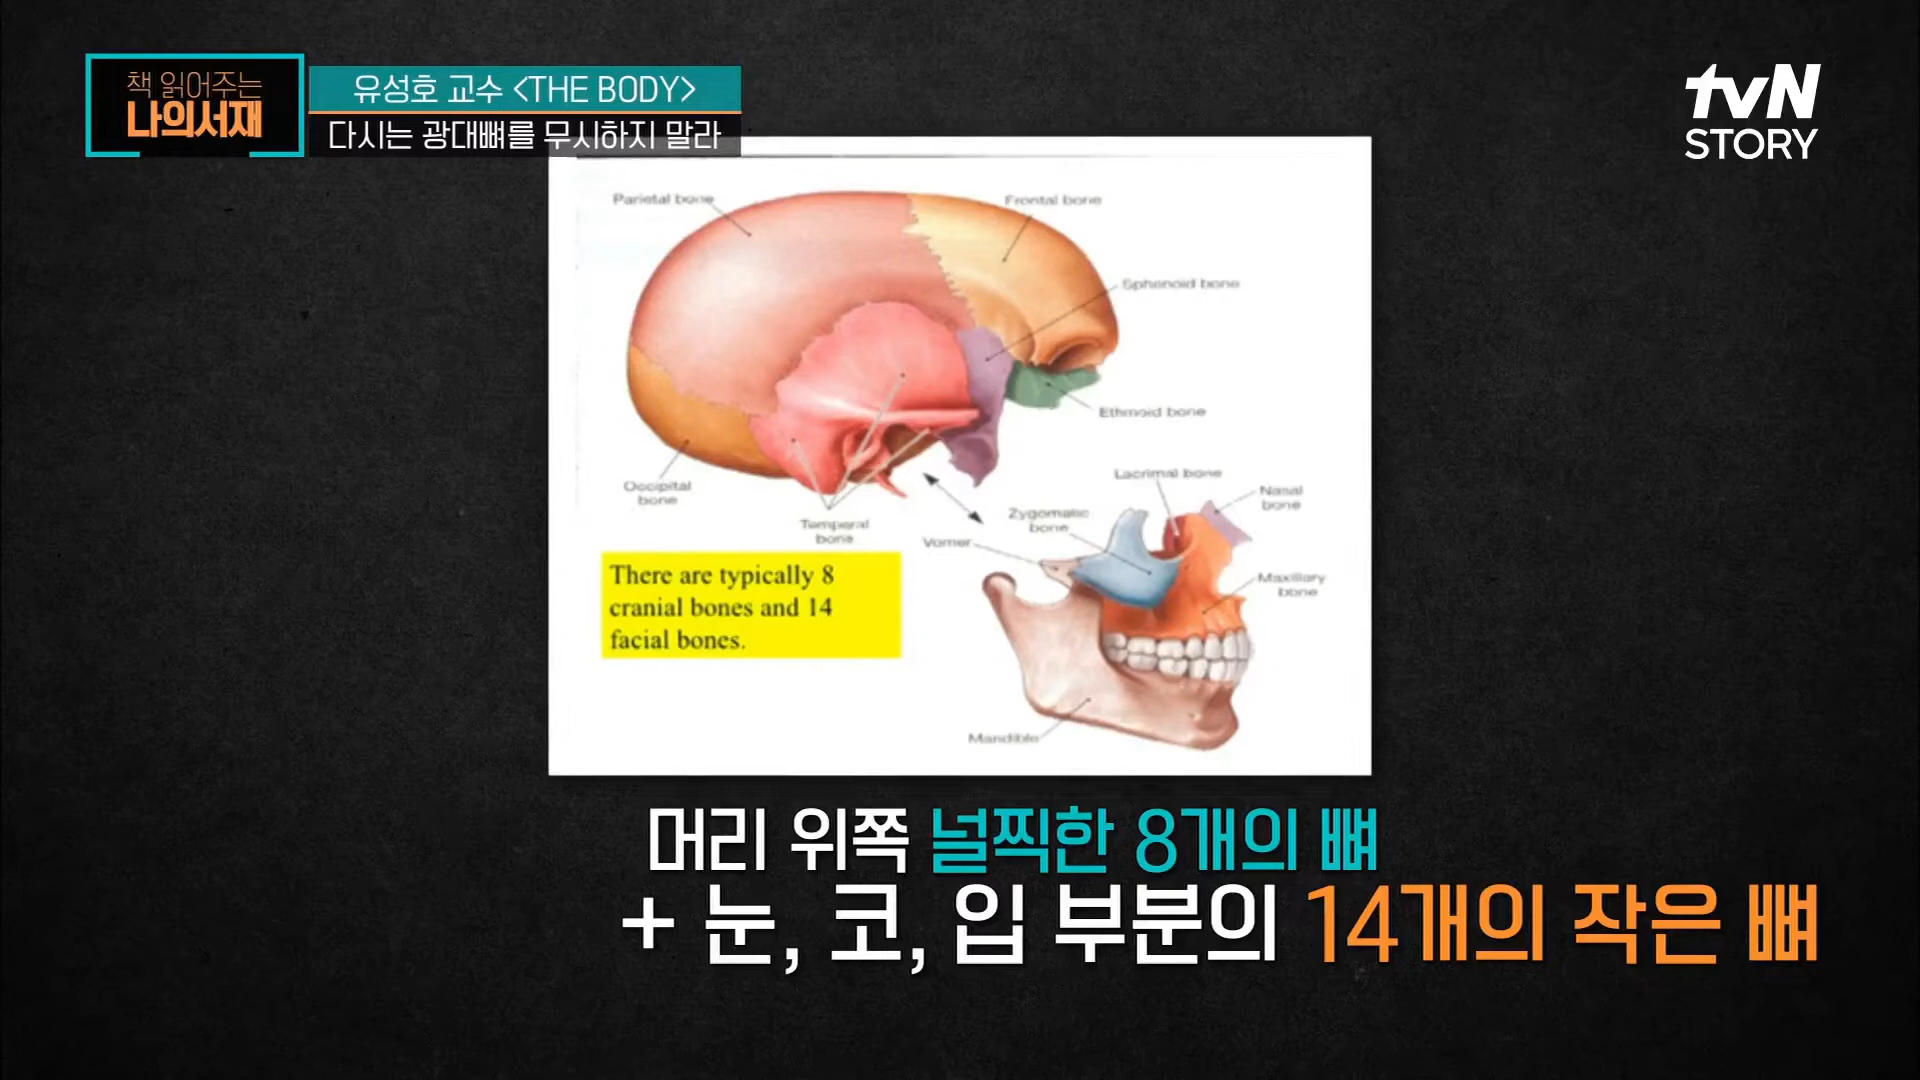 책 읽어주는
나의서재
유성호 교수 <THE BODY>
다시는 광대뼈를 무시하지 말라
tvN
STORY
Parietal bone
Frontal bone
Sphenoid bone
Ethmoid bone
Occipital
bone
Temporal
bone
Lacrimal bone
Nasal
bone
Zygomatic
bone
Vomer
Maxillary
bone
Mandible
There are typically 8
cranial bones and 14
facial bones.
머리 위쪽 널찍한 8개의 뼈
+ 눈, 코, 입 부분의 14개의 작은 뼈